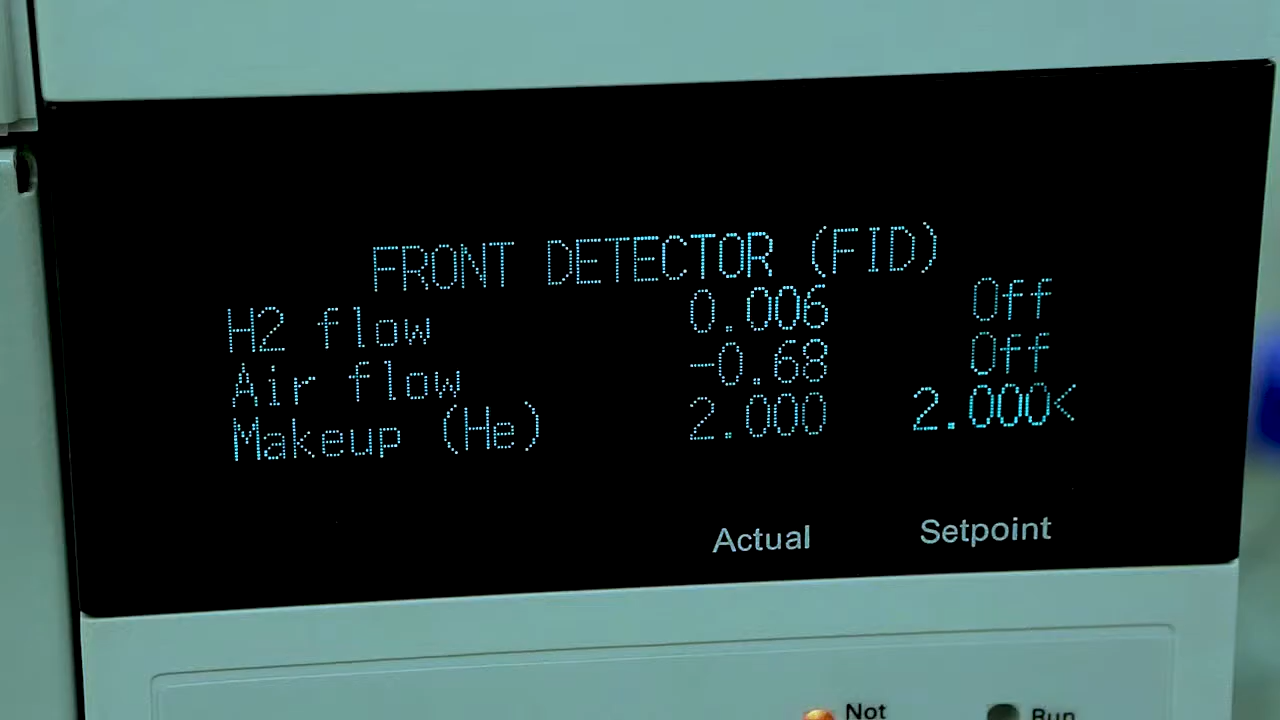 FRONT DETECTOR (FID)
H2 flow 0.006 Off
Air flow -0.68 Off
Makeup (He) 2.000 2.000<
Actual Setpoint
Not Run